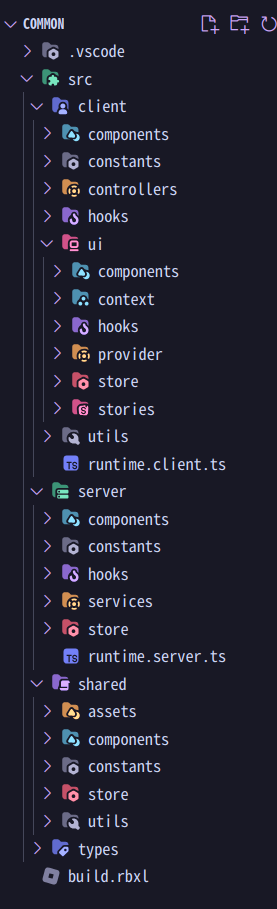 COMMON
.vscode
src
client
components
constants
controllers
hooks
ui
components
context
hooks
provider
store
stories
utils
TS runtime.client.ts
server
components
constants
hooks
services
store
TS runtime.server.ts
shared
assets
components
constants
store
utils
types
build.rbxl